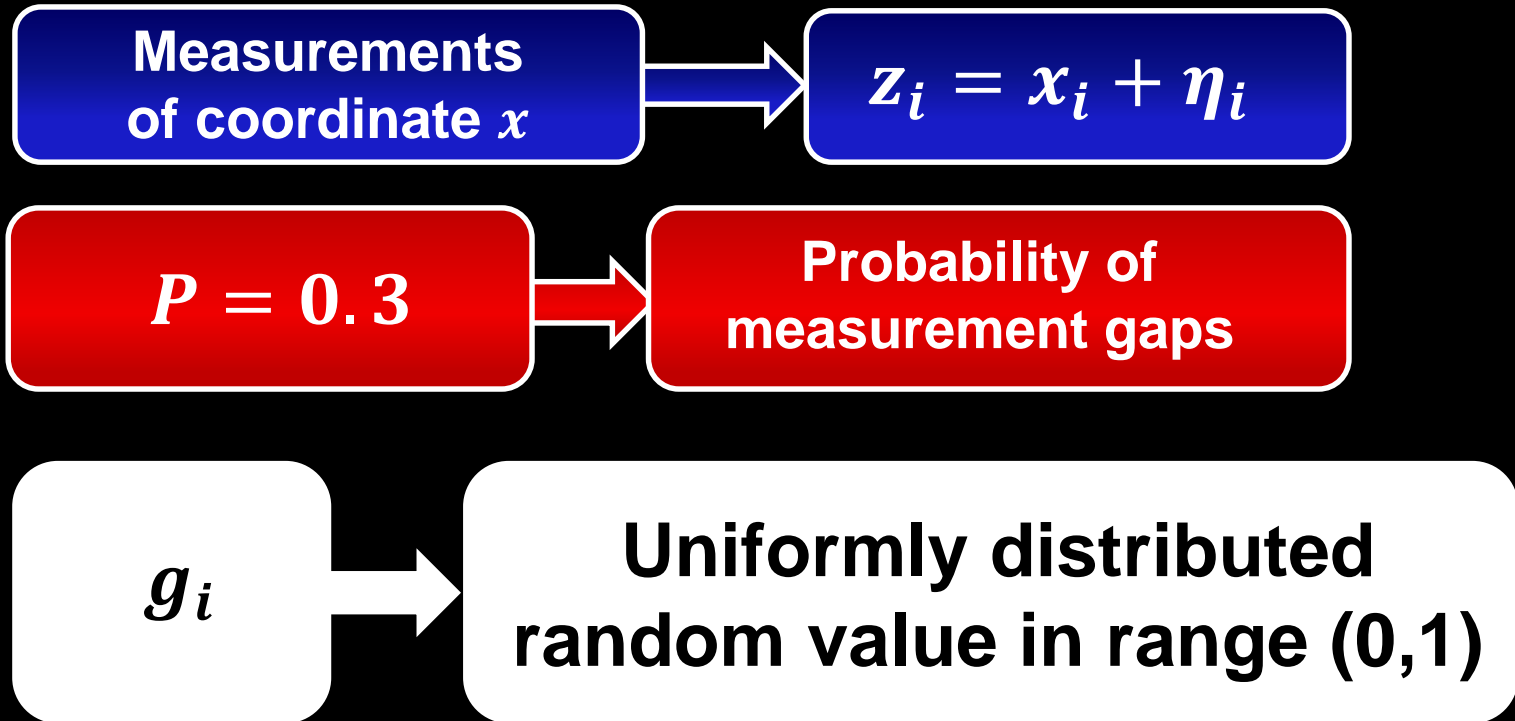 Measurements
of coordinate x
z_i = x_i + η_i
P = 0.3
Probability of
measurement gaps
g_i
Uniformly distributed
random value in range (0,1)